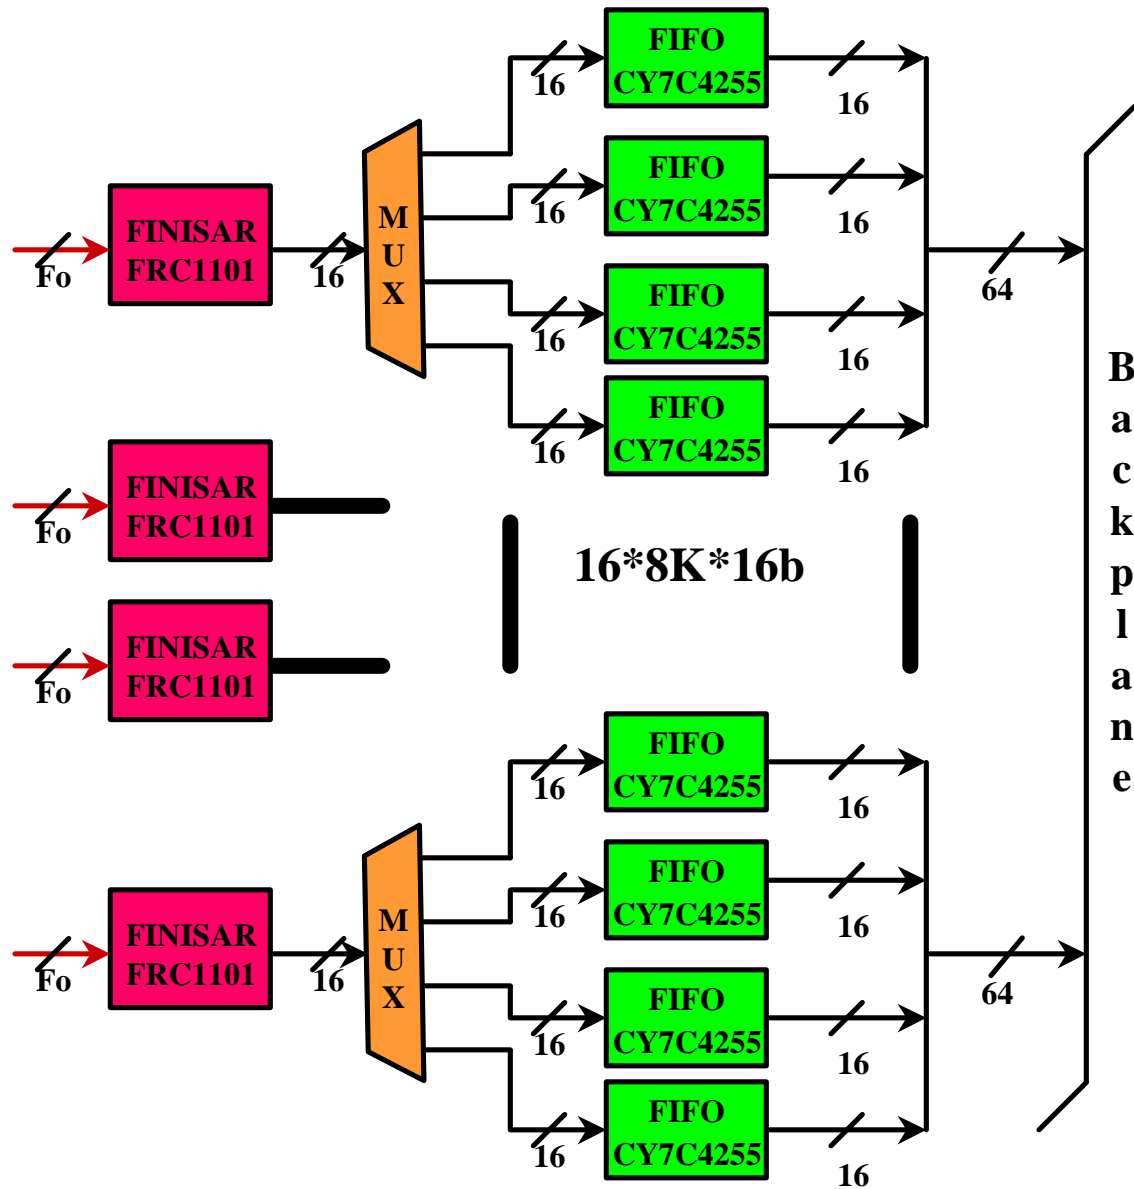 FIFO
CY7C4255
16
16
FIFO
CY7C4255
16
16
FINISAR
FRC1101
Fo
16
M
U
X
64
FIFO
CY7C4255
16
16
FIFO
CY7C4255
16
16
FINISAR
FRC1101
Fo
16*8K*16b
FINISAR
FRC1101
Fo
B
a
c
k
p
l
a
n
e
FIFO
CY7C4255
16
16
FIFO
CY7C4255
16
16
FINISAR
FRC1101
Fo
16
M
U
X
64
FIFO
CY7C4255
16
16
FIFO
CY7C4255
16
16